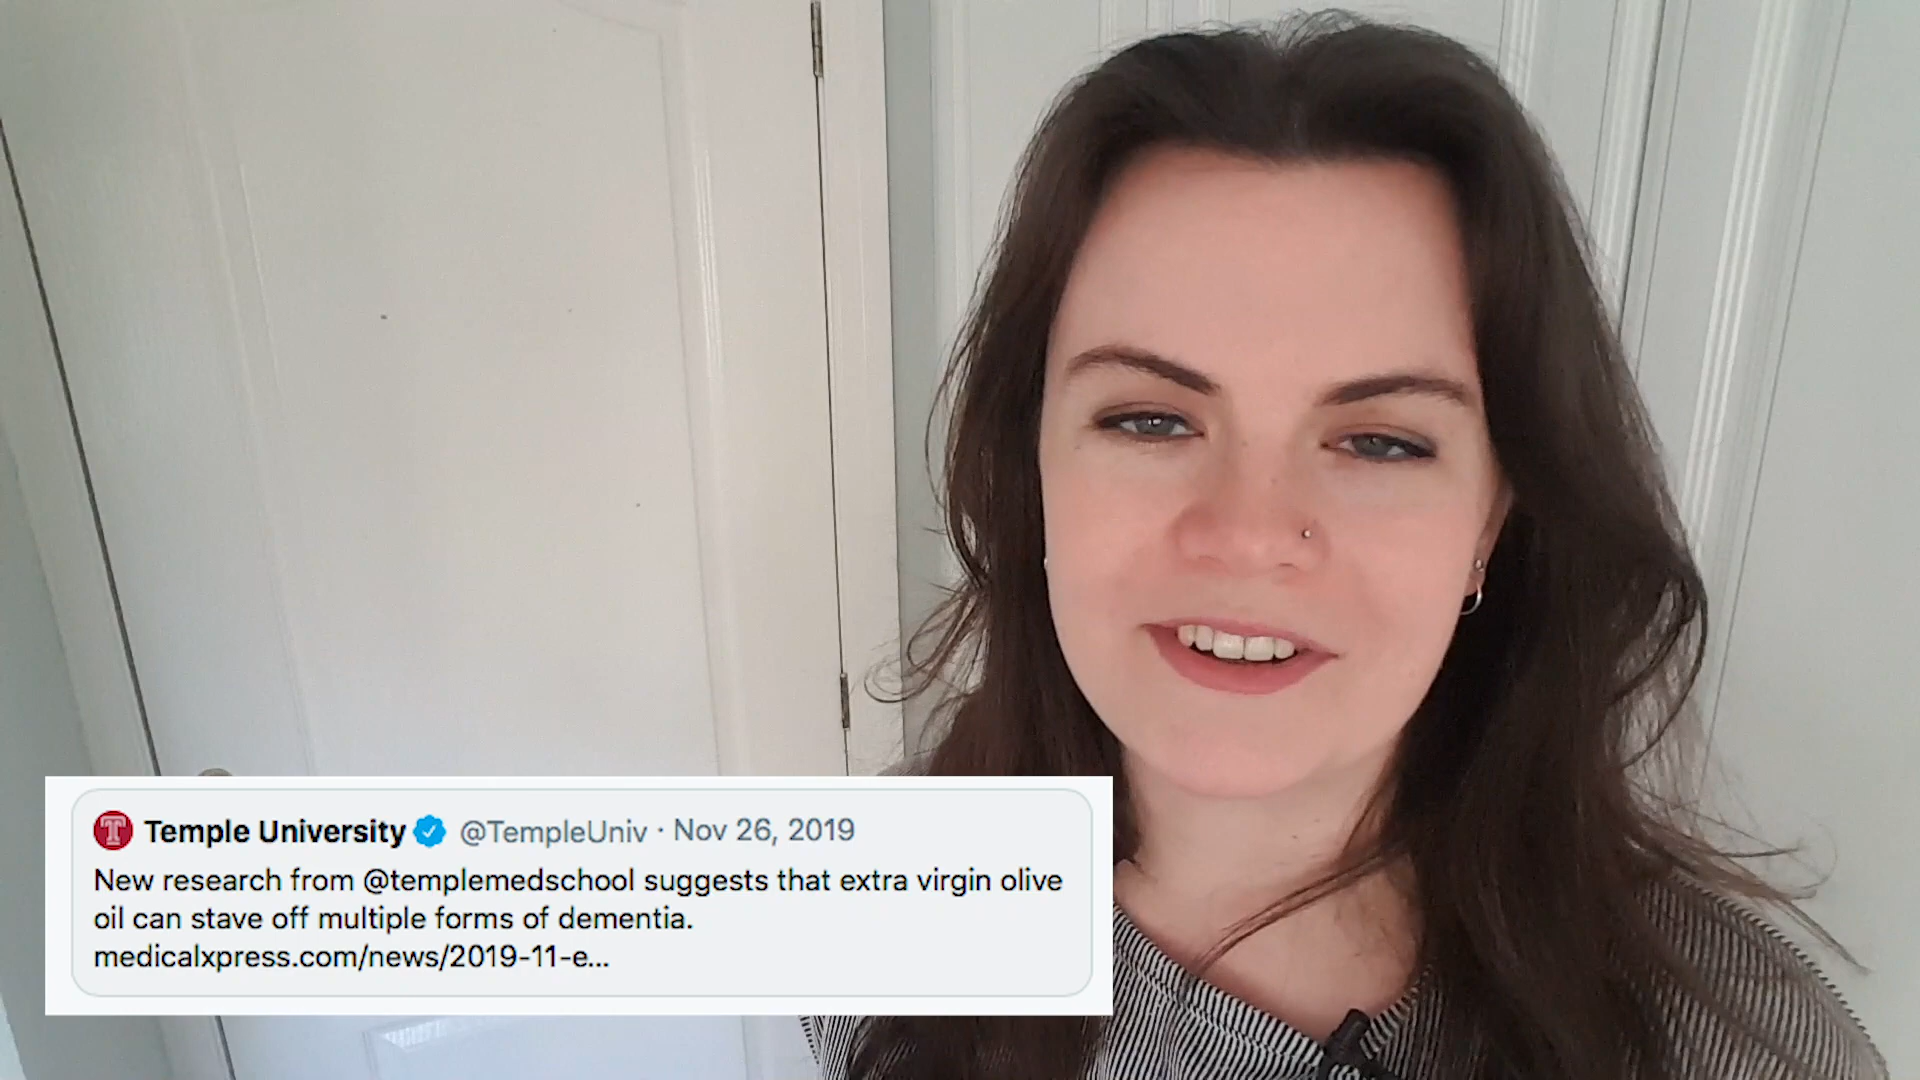 Temple University @TempleUniv · Nov 26, 2019
New research from @templemedschool suggests that extra virgin olive
oil can stave off multiple forms of dementia.
medicalxpress.com/news/2019-11-e...